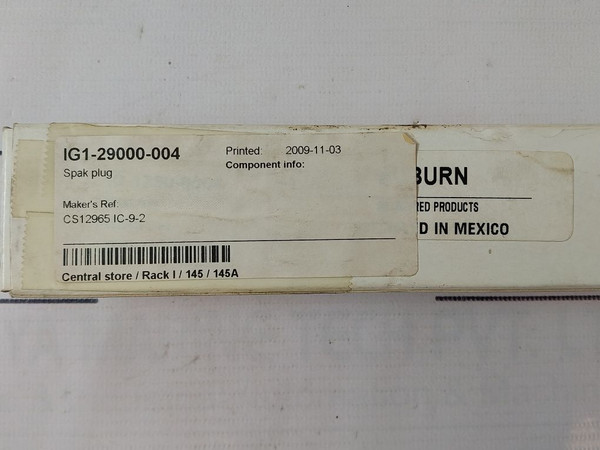 IG1-29000-004
Spak plug
Printed: 2009-11-03
Component info:
Maker's Ref:
CS12965 IC-9-2
Central store / Rack I / 145 / 145A
BURN
RED PRODUCTS
D IN MEXICO